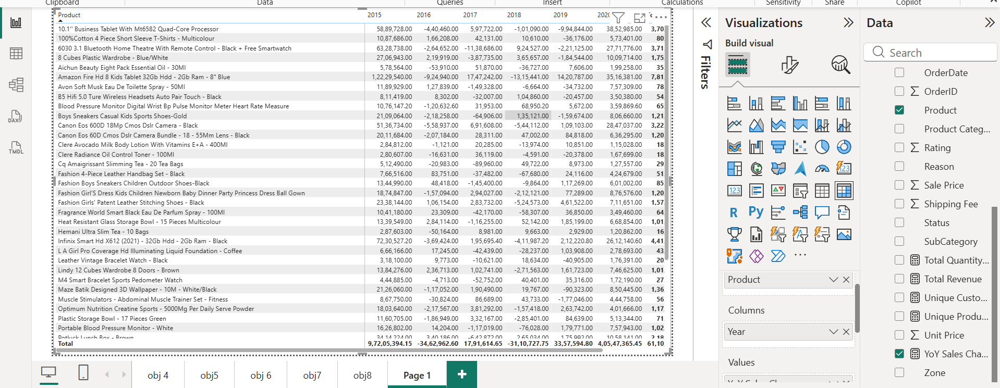 Clipboard Data Queries Insert Calculations Sensitivity Share Copilot
Product 2015 2016 2017 2018 2019 2020
10.1" Business Tablet With Mt6582 Quad-Core Processor 58,89,728.00 -4,40,460.00 5,97,722.00 -1,01,090.00 -9,94,844.00 38,52,985.00 3,70
100%Cotton 4 Piece Short Sleeve T-Shirts - Multicolour 10,87,686.00 1,66,208.00 42,131.00 10,610.00 -36,176.00 5,73,401.00 80
6030 3.1 Bluetooth Home Theatre With Remote Control - Black + Free Smartwatch 63,28,738.00 -2,64,652.00 -11,38,686.00 9,24,527.00 -2,21,125.00 27,71,776.00 3,71
8 Cubes Plastic Wardrobe - Blue/White 27,06,943.00 2,19,919.00 -3,87,735.00 3,65,657.00 -1,84,544.00 10,09,714.00 1,75
Aichun Beauty Eight Pack Essential Oil - 30Ml 5,78,564.00 -53,910.00 51,870.00 -36,727.00 7,606.00 1,99,258.00 35
Amazon Fire Hd 8 Kids Tablet 32Gb Hdd - 2Gb Ram - 8" Blue 1,22,29,540.00 -9,24,940.00 17,47,242.00 -13,15,441.00 14,20,787.00 35,16,381.00 7,81
Avon Soft Musk Eau De Toilette Spray - 50Ml 11,89,929.00 1,27,839.00 -1,49,328.00 -6,664.00 -34,732.00 7,57,309.00 78
B5 Hifi 5.0 Ture Wireless Headsets Auto Pair Touch - Black 8,11,419.00 8,302.00 -32,007.00 1,04,860.00 -20,457.00 3,50,380.00 54
Blood Pressure Monitor Digital Wrist Bp Pulse Monitor Meter Heart Rate Measure 10,76,147.20 -1,20,632.60 31,953.00 68,950.20 5,672.00 3,59,869.60 65
Boys Sneakers Casual Kids Sports Shoes-Gold 21,09,064.00 -2,18,258.00 -64,906.00 1,35,121.00 -1,59,674.00 8,06,660.00 1,21
Canon Eos 600D 18Mp Cmos Dslr Camera - Black 51,36,734.00 -5,58,937.00 6,91,608.00 -5,44,112.00 1,09,103.00 28,47,037.00 3,22
Canon Eos 60D Cmos Dslr Camera Bundle - 18 - 55Mm Lens - Black 20,11,684.00 -2,07,184.00 28,311.00 47,002.00 84,818.00 6,36,295.00 1,20
Clere Avocado Milk Body Lotion With Vitamins E+A - 400Ml 2,84,812.00 -1,121.00 20,285.00 -13,974.00 10,851.00 1,15,028.00 18
Clere Radiance Oil Control Toner - 100Ml 2,80,607.00 -16,631.00 36,119.00 -4,591.00 -20,378.00 1,67,699.00 18
Cq Amaigrissant Slimming Tea - 20 Tea Bags 5,12,490.00 -20,983.00 -89,960.00 49,722.00 8,973.00 1,27,557.00 29
Fashion 4-Piece Leather Handbag Set - Black 7,66,516.00 83,751.00 -37,482.00 -67,680.00 24,116.00 4,24,679.00 51
Fashion Boys Sneakers Children Outdoor Shoes-Black 13,44,990.00 48,418.00 -1,45,400.00 -9,864.00 1,17,269.00 6,01,002.00 85
Fashion Girl'S Dress Kids Children Newborn Baby Dinner Party Princess Dress Ball Gown 18,74,847.00 -1,57,094.00 2,94,027.00 -2,12,121.00 77,289.00 8,76,576.00 1,20
Fashion Girls' Patent Leather Stitching Shoes - Black 23,38,144.00 1,06,154.00 2,83,732.00 -5,24,573.00 4,61,522.00 7,11,651.00 1,57
Fragrance World Smart Black Eau De Parfum Spray - 100Ml 10,41,180.00 23,309.00 -42,170.00 -58,307.00 36,850.00 3,49,460.00 64
Heat Resistant Glass Storage Bowl - 15 Pieces Multicolour 13,39,549.00 2,84,114.00 -1,16,255.00 52,142.00 1,85,199.00 6,68,854.00 1,01
Hemani Ultra Slim Tea - 10 Bags 2,87,603.00 -50,164.00 8,981.00 9,663.00 2,929.00 1,20,862.00 16
Infinix Smart Hd X612 (2021) - 32Gb Hdd - 2Gb Ram - Black 72,30,527.20 -3,69,424.00 1,95,695.40 -4,11,987.20 2,12,220.80 26,12,140.60 4,41
L A Girl Pro Coverage Hd Illuminating Liquid Foundation - Coffee 6,66,166.00 17,245.00 -42,439.00 -28,237.00 1,03,908.00 2,78,693.00 43
Leather Vintage Bracelet Watch - Black 3,18,100.00 9,773.00 -10,621.00 18,634.00 -40,905.00 1,76,391.00 20
Lindy 12 Cubes Wardrobe 8 Doors - Brown 13,84,276.00 2,36,713.00 1,02,741.00 -2,71,563.00 1,61,723.00 7,46,625.00 1,01
M4 Smart Bracelet Sports Pedometer Watch 4,44,885.00 -4,713.00 -52,752.00 40,401.00 35,316.00 1,72,190.00 27
Maze Batik Designed 3D Wallpaper - 10M - White/Black 21,26,060.00 -1,17,052.00 1,90,490.00 19,767.00 -90,323.00 8,50,445.00 1,36
Muscle Stimulators - Abdominal Muscle Trainer Set - Fitness 8,67,750.00 -30,824.00 86,689.00 43,733.00 -1,77,046.00 4,44,758.00 56
Optimum Nutrition Creatine Sports - 5000Mg Per Daily Serve Powder 18,03,640.00 -2,17,567.00 3,81,292.00 -1,57,418.00 2,63,742.00 4,01,666.00 1,17
Plastic Storage Bowl - 17 Pieces Green 11,60,705.00 -1,86,949.00 3,32,167.00 -2,85,401.00 84,639.00 5,13,344.00 71
Portable Blood Pressure Monitor - White 16,26,802.00 14,204.00 -1,17,019.00 -76,028.00 1,79,771.00 7,57,943.00 1,02
Potluck Lunch Box - Brown 34,14,224.00 3,40,186.00 -6,42,872.00 2,65,034.00 1,75,992.00 10,58,141.00 2,18
Total 9,72,05,394.15 -34,62,962.60 17,91,614.65 -31,10,727.75 33,57,594.80 4,05,47,365.45 61,10
obj 4 obj5 obj 6 obj7 obj8 Page 1 +
DAX
TMDL
Filters
Visualizations
Build visual
123
123
R Py
Product
Columns
Year
Values
Data
Search
OrderDate
OrderID
Product
Product Categ...
Rating
Reason
Sale Price
Shipping Fee
Status
SubCategory
Total Quantity...
Total Revenue
Unique Custo...
Unique Produ...
Unit Price
YoY Sales Cha...
Zone